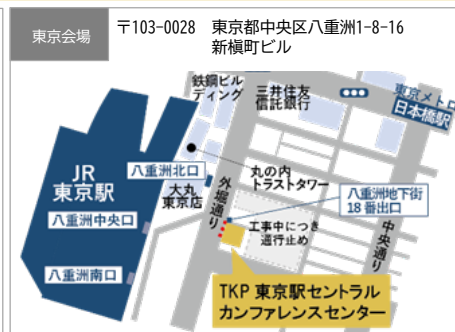 東京会場
〒103-0028 東京都中央区八重洲1-8-16
新槇町ビル
鉄鋼ビル
ディング
三井住友
信託銀行
東京メトロ
日本橋駅
JR
東京駅
八重洲北口
大丸
東京店
丸の内
トラストタワー
外堀通り
八重洲地下街
18番出口
八重洲中央口
工事中につき
通行止め
中央通り
八重洲南口
TKP 東京駅セントラル
カンファレンスセンター